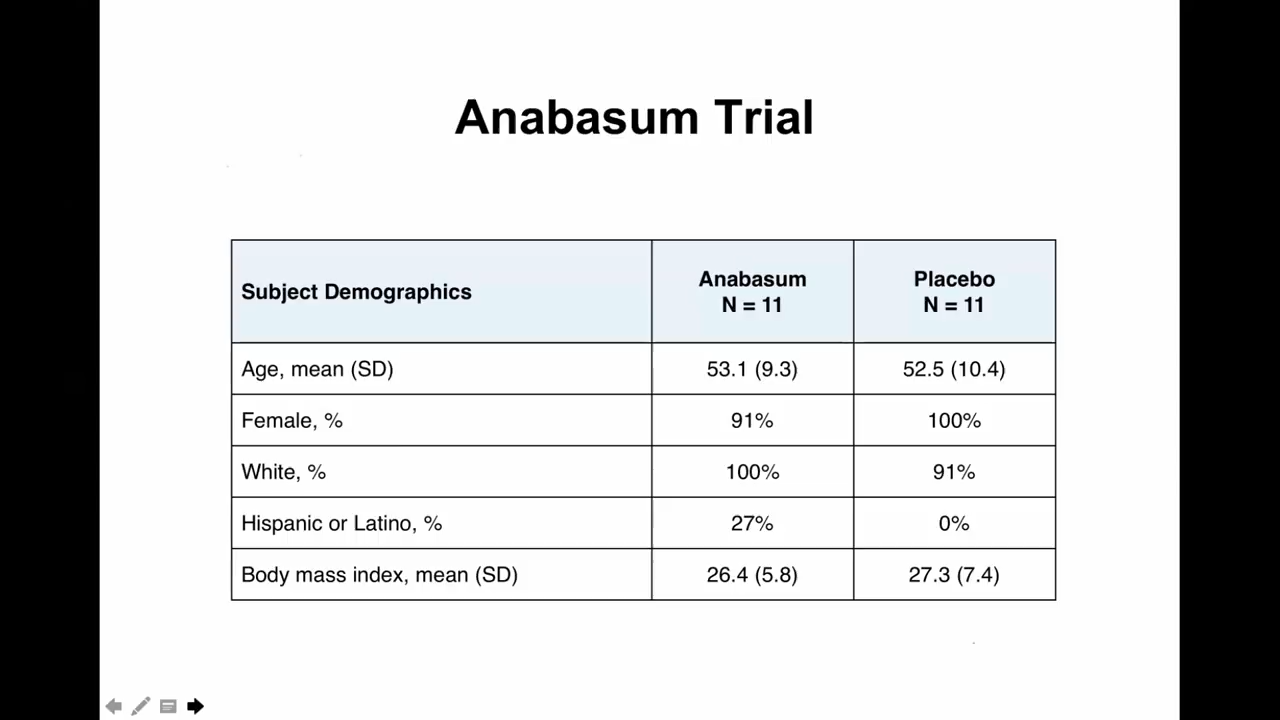 Anabasum Trial
Subject Demographics
Anabasum
N = 11
Placebo
N = 11
Age, mean (SD)
53.1 (9.3)
52.5 (10.4)
Female, %
91%
100%
White, %
100%
91%
Hispanic or Latino, %
27%
0%
Body mass index, mean (SD)
26.4 (5.8)
27.3 (7.4)